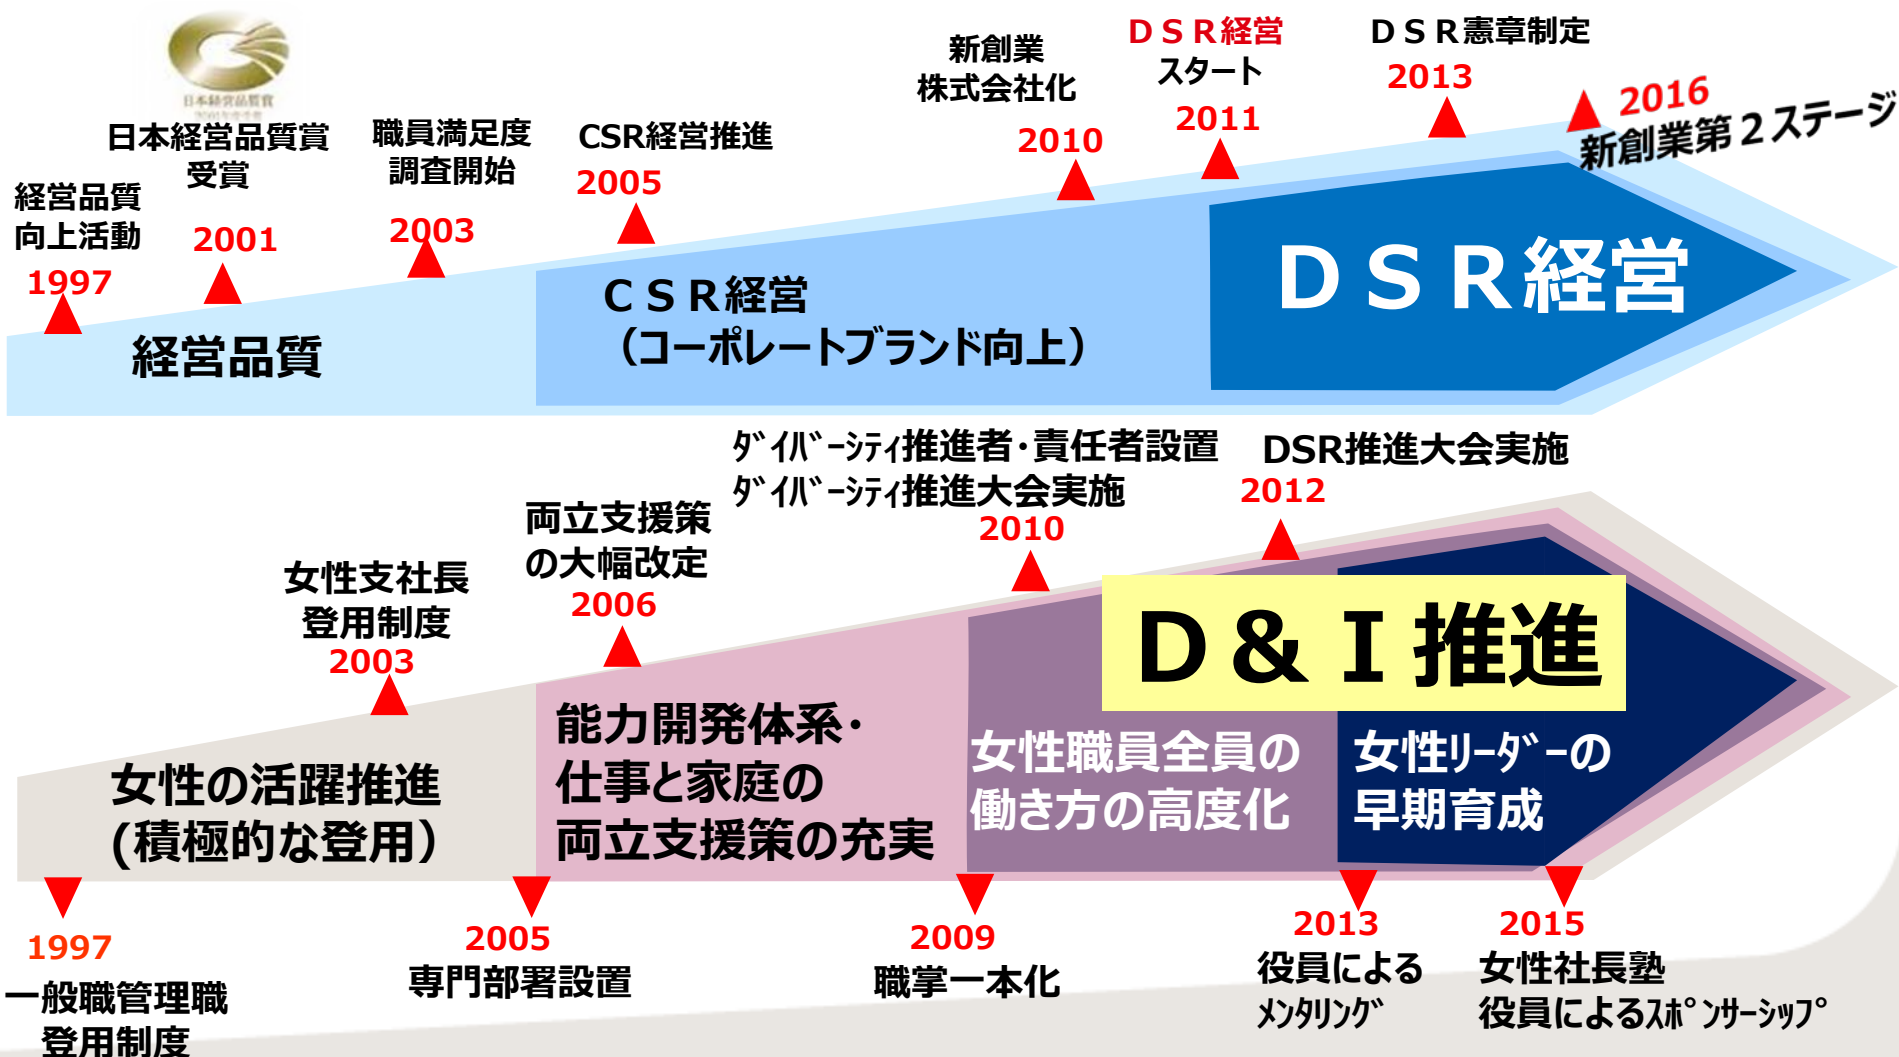 日本経営品質賞
日本経営品質賞
受賞
経営品質
向上活動
1997
2001
職員満足度
調査開始
2003
CSR経営推進
2005
新創業
株式会社化
2010
ＤＳＲ経営
スタート
2011
ＤＳＲ憲章制定
2013
2016
新創業第２ステージ
経営品質
ＣＳＲ経営
（コーポレートブランド向上）
ＤＳＲ経営
ﾀﾞｲﾊﾞｰｼﾃｨ推進者・責任者設置
ﾀﾞｲﾊﾞｰｼﾃｨ推進大会実施
2010
DSR推進大会実施
2012
両立支援策
の大幅改定
2006
女性支社長
登用制度
2003
Ｄ＆Ｉ推進
女性の活躍推進
(積極的な登用）
能力開発体系・
仕事と家庭の
両立支援策の充実
女性職員全員の
働き方の高度化
女性ﾘｰﾀﾞｰの
早期育成
1997
一般職管理職
登用制度
2005
専門部署設置
2009
職掌一本化
2013
役員による
ﾒﾝﾀﾘﾝｸﾞ
2015
女性社長塾
役員によるｽﾎﾟﾝｻｰｼｯﾌﾟ